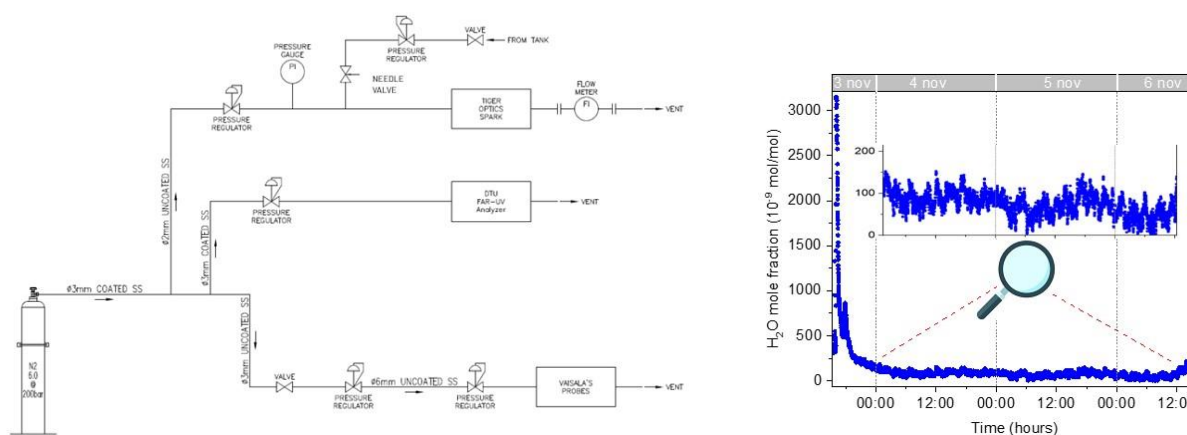 VALVE
FROM TANK
PRESSURE
REGULATOR
PRESSURE
GAUGE
PI
NEEDLE
VALVE
PRESSURE
REGULATOR
TIGER
OPTICS
SPARK
FLOW
METER
FI
VENT
ø2mm UNCOATED SS
PRESSURE
REGULATOR
DTU
FAR-UV
Analyzer
VENT
ø3mm COATED SS
ø3mm COATED SS
ø3mm UNCOATED SS
N2
6.0
@
200bar
VALVE
PRESSURE
REGULATOR
ø6mm UNCOATED SS
PRESSURE
REGULATOR
VAISALA'S
PROBES
VENT
3 nov 4 nov 5 nov 6 nov
H2O mole fraction (10⁻⁹ mol/mol)
3000
2500
2000
1500
1000
500
0
200
100
0
00:00 12:00 00:00 12:00 00:00 12:0
Time (hours)